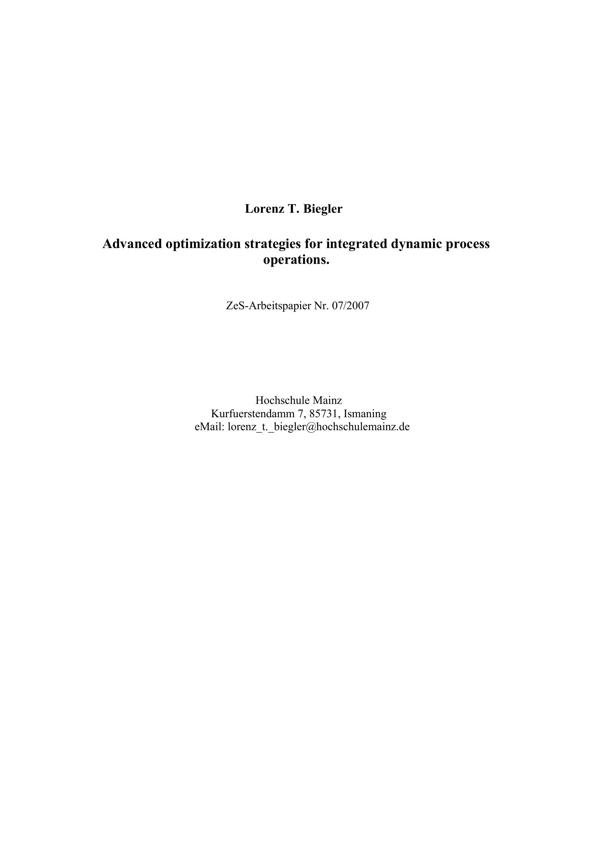 Lorenz T. Biegler
Advanced optimization strategies for integrated dynamic process
operations.
ZeS-Arbeitspapier Nr. 07/2007
Hochschule Mainz
Kurfuerstendamm 7, 85731, Ismaning
eMail: lorenz_t._biegler@hochschulemainz.de